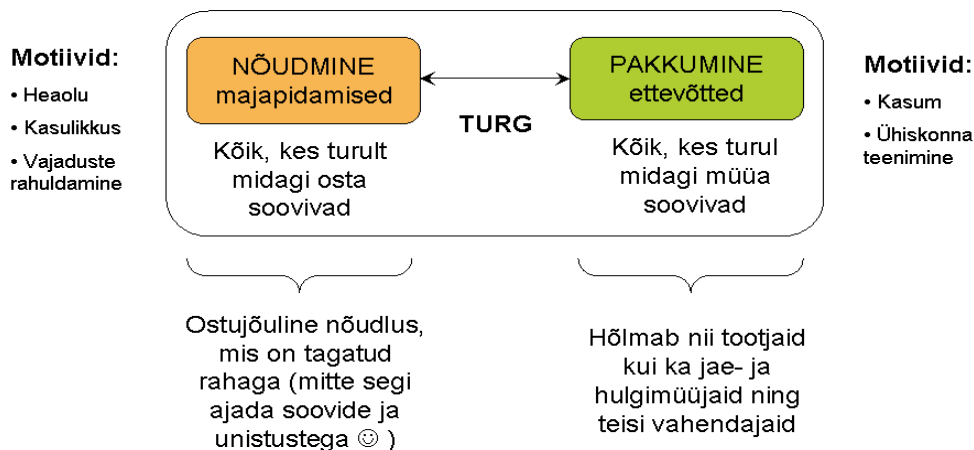 Motiivid:
• Heaolu
• Kasulikkus
• Vajaduste
rahuldamine
NÕUDMINE
majapidamised
Kõik, kes turult
midagi osta
soovivad
TURG
PAKKUMINE
ettevõtted
Kõik, kes turul
midagi müüa
soovivad
Motiivid:
• Kasum
• Ühiskonna
teenimine
Ostujõuline nõudlus,
mis on tagatud
rahaga (mitte segi
ajada soovide ja
unistustega ☺ )
Hõlmab nii tootjaid
kui ka jae- ja
hulgimüüjaid ning
teisi vahendajaid